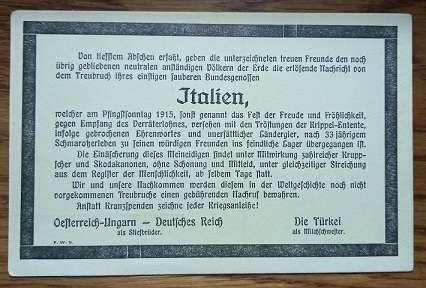 Von tiefstem Abscheu erfaßt, geben die unterzeichneten treuen Freunde den noch
übrig gebliebenen neutralen anständigen Völkern der Erde die erlösende Nachricht von
dem Treubruch ihres einstigen sauberen Bundesgenossen
Italien,
welcher am Pfingstsonntag 1915, sonst genannt das Fest der Freude und Fröhlichkeit,
gegen Empfang des Verräterlohnes, versehen mit den Tröstungen der Krippel-Entente,
infolge gebrochenen Ehrenwortes und unersättlicher Ländergier, nach 33 jährigem
Schmarotzerleben zu seinen würdigen Freunden ins feindliche Lager übergegangen ist.
Die Einäscherung dieses Meineidigen findet unter Mitwirkung zahlreicher Krupp-
scher und Skodakanonen, ohne Schonung und Mitleid, unter gleichzeitiger Streichung
aus dem Register der Menschlichkeit, ab selbem Tage statt.
Wir und unsere Nachkommen werden diesem in der Weltgeschichte noch nicht
vorgekommenen Treubruche einen gebührenden Nachruf bewahren.
Anstatt Kranzspenden zeichne jeder Kriegsanleihe!
Oesterreich-Ungarn — Deutsches Reich
als Stiefbrüder.
Die Türkei
als Milchschwester.
F. W. S.